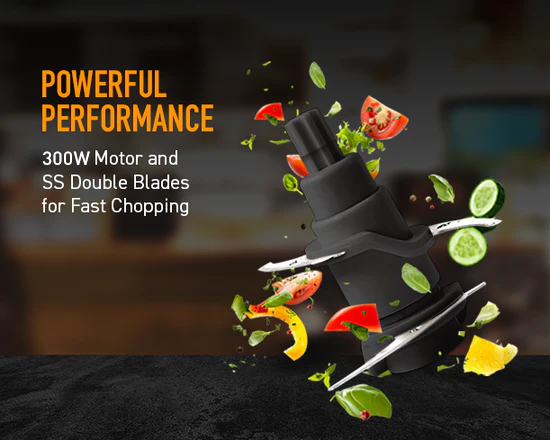 POWERFUL
PERFORMANCE
300W Motor and
SS Double Blades
for Fast Chopping